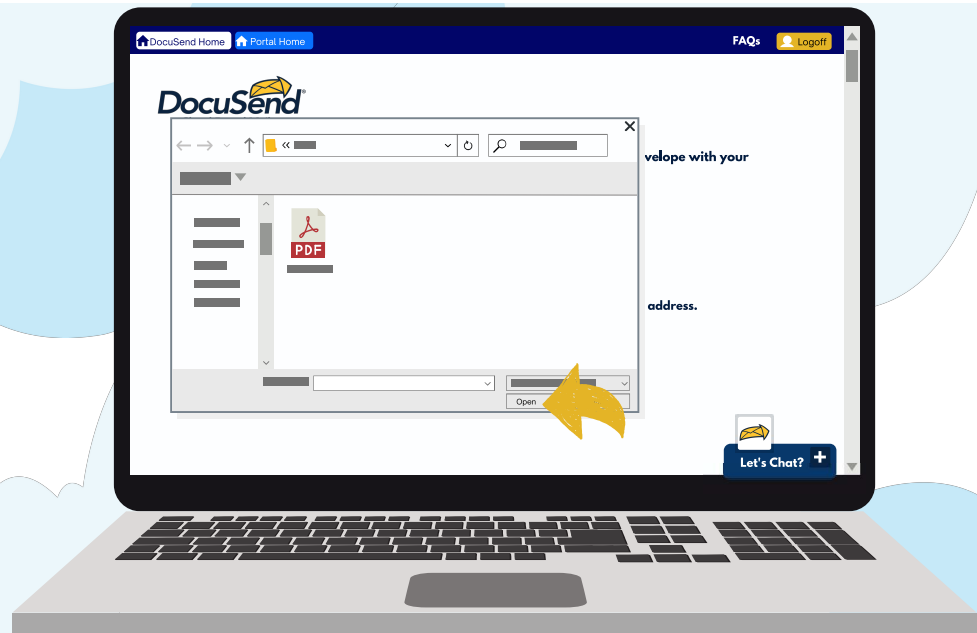 DocuSend Home Portal Home FAQs Logoff
DocuSend®
velope with your
PDF
address.
Open
Let's Chat? +